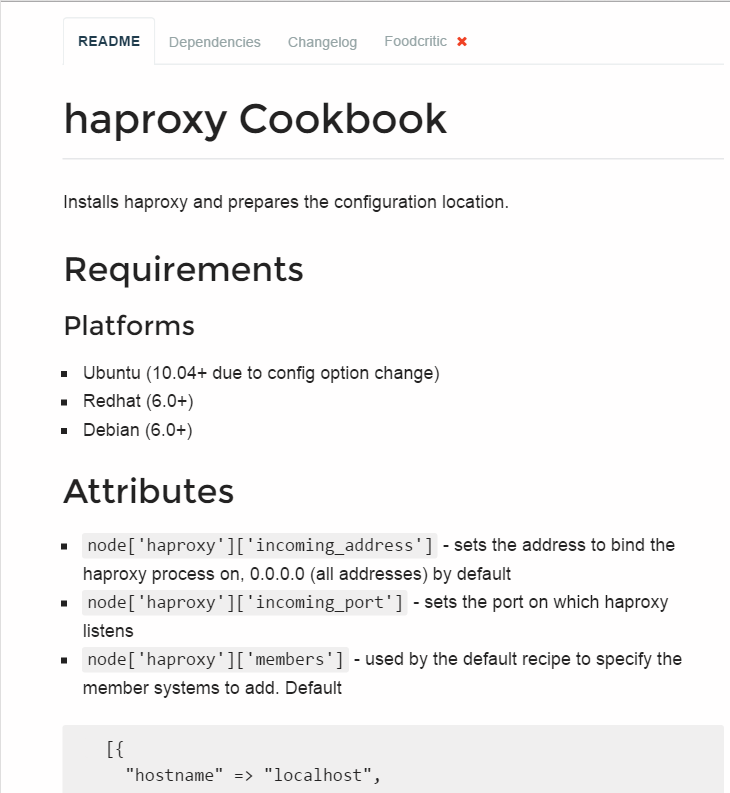 README Dependencies Changelog Foodcritic
haproxy Cookbook
Installs haproxy and prepares the configuration location.
Requirements
Platforms
Ubuntu (10.04+ due to config option change)
Redhat (6.0+)
Debian (6.0+)
Attributes
node['haproxy']['incoming_address'] - sets the address to bind the
haproxy process on, 0.0.0.0 (all addresses) by default
node['haproxy']['incoming_port'] - sets the port on which haproxy
listens
node['haproxy']['members'] - used by the default recipe to specify the
member systems to add. Default
[{
"hostname" => "localhost",